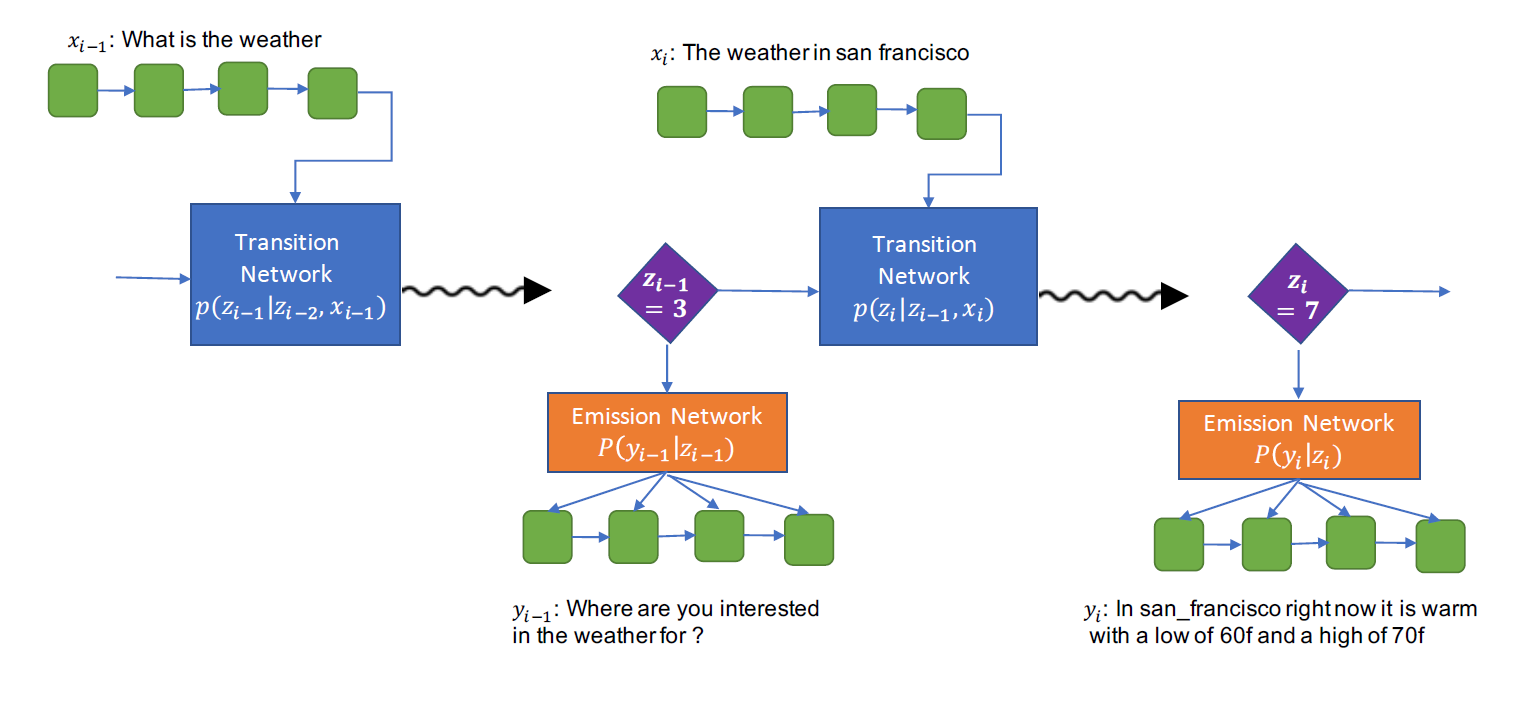 x_{i−1}: What is the weather
x_i: The weather in san francisco
Transition
Network
p(z_{i−1}|z_{i−2}, x_{i−1})
z_{i−1}
= 3
Transition
Network
p(z_i|z_{i−1}, x_i)
z_i
= 7
Emission Network
P(y_{i−1}|z_{i−1})
Emission Network
P(y_i|z_i)
y_{i−1}: Where are you interested
in the weather for ?
y_i: In san_francisco right now it is warm
with a low of 60f and a high of 70f